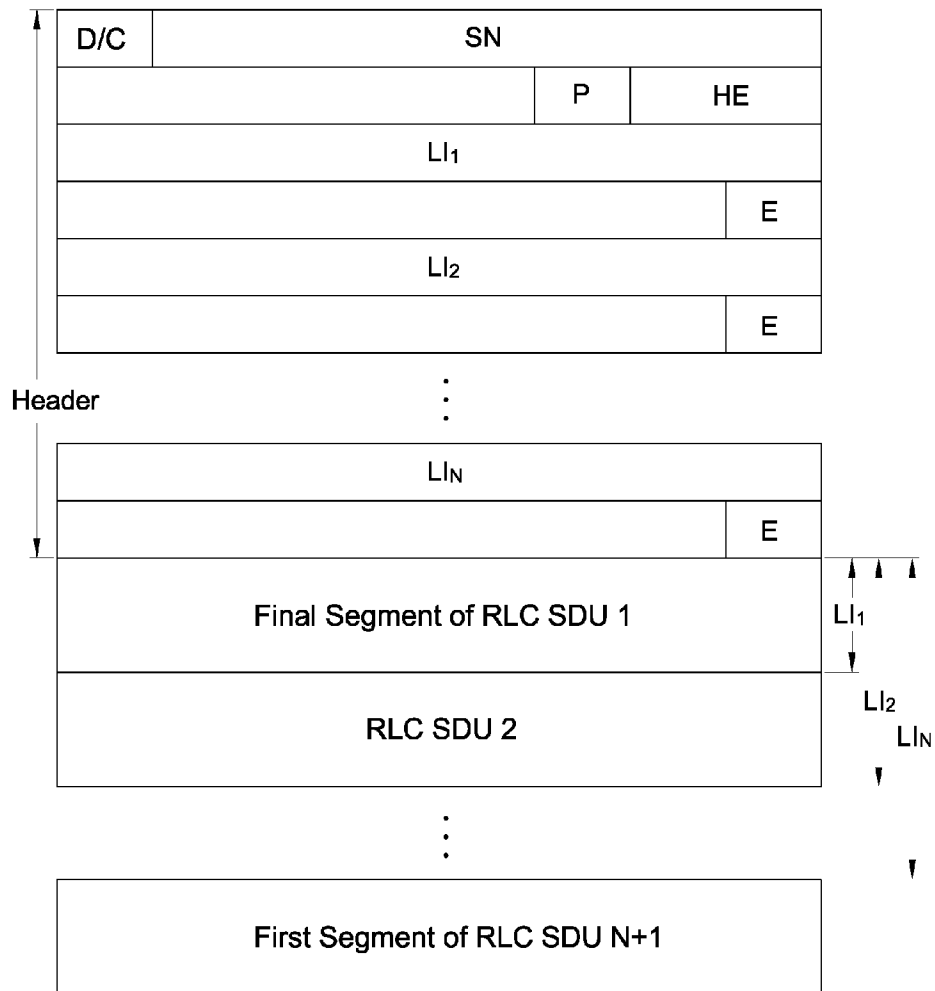 D/C SN
P HE
LI₁
E
LI₂
E
Header
LIN
E
Final Segment of RLC SDU 1
LI₁
RLC SDU 2
LI₂
LIN
First Segment of RLC SDU N+1